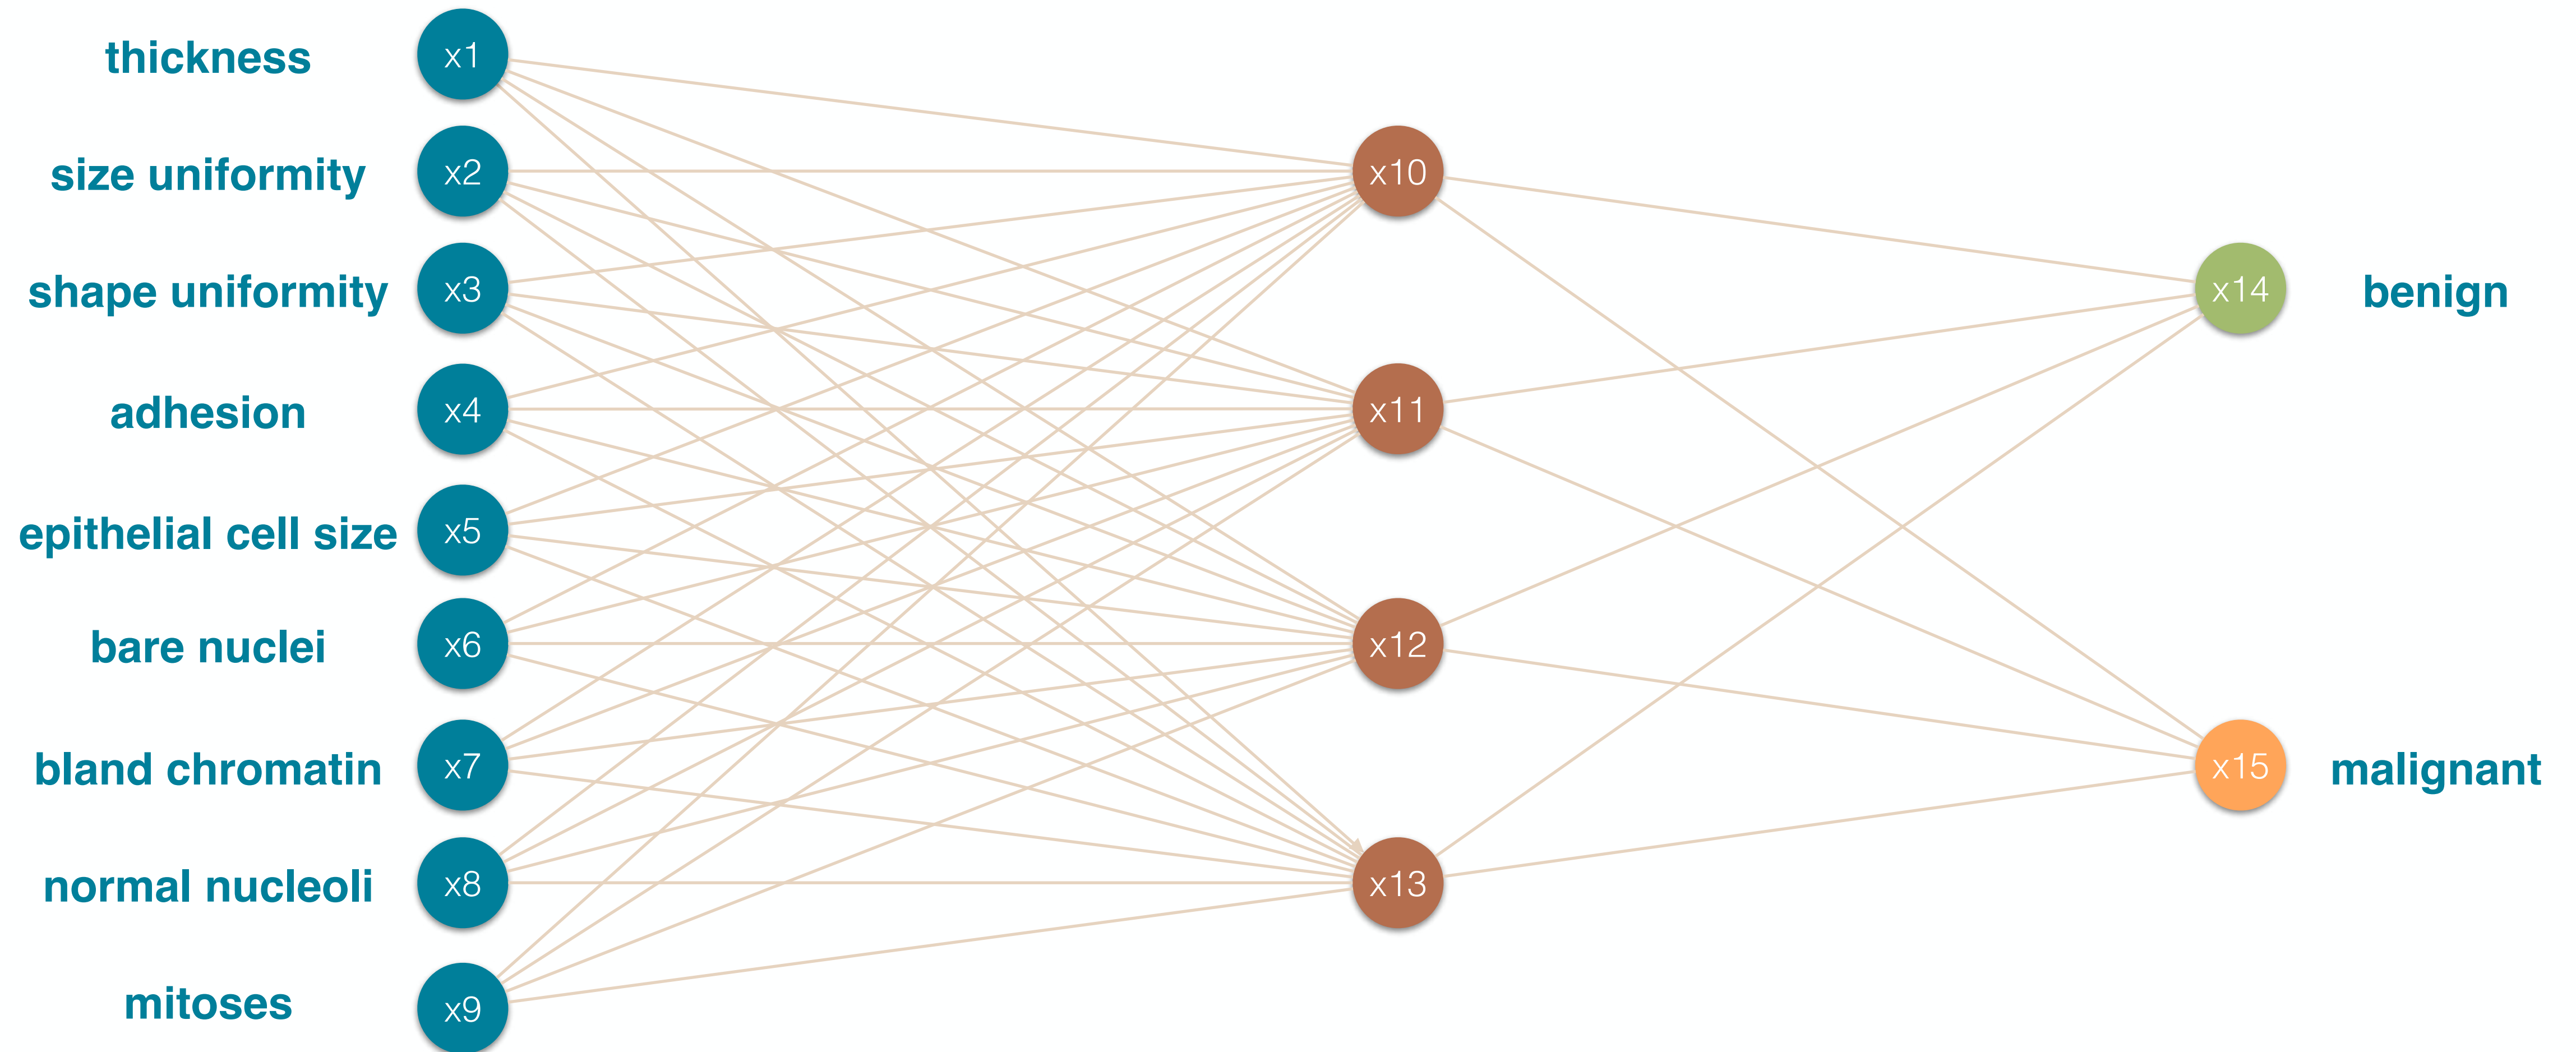 thickness x1
size uniformity x2 x10
shape uniformity x3 x14 benign
adhesion x4 x11
epithelial cell size x5
bare nuclei x6 x12
bland chromatin x7 x15 malignant
normal nucleoli x8 x13
mitoses x9